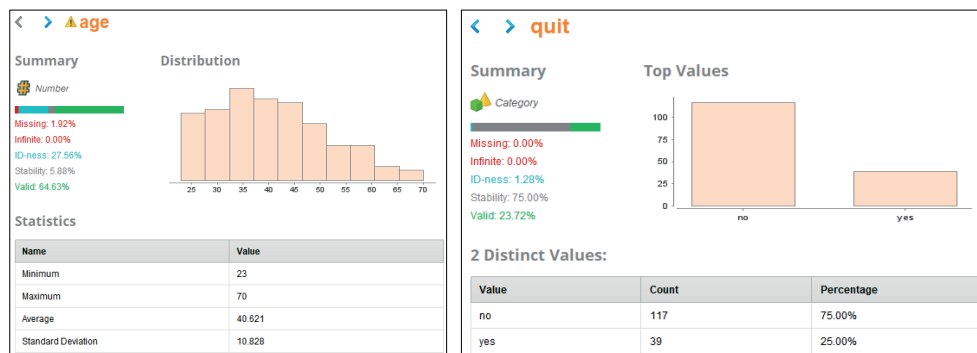 age
Summary
Distribution
Number
Missing: 1.92%
Infinite: 0.00%
ID-ness: 27.56%
Stability: 5.88%
Valid: 64.63%
25 30 35 40 45 50 55 60 65 70
Statistics
Name Value
Minimum 23
Maximum 70
Average 40.621
Standard Deviation 10.828
quit
Summary
Top Values
Category
Missing: 0.00%
Infinite: 0.00%
ID-ness: 1.28%
Stability: 75.00%
Valid: 23.72%
100
75
50
25
0
no yes
2 Distinct Values:
Value Count Percentage
no 117 75.00%
yes 39 25.00%